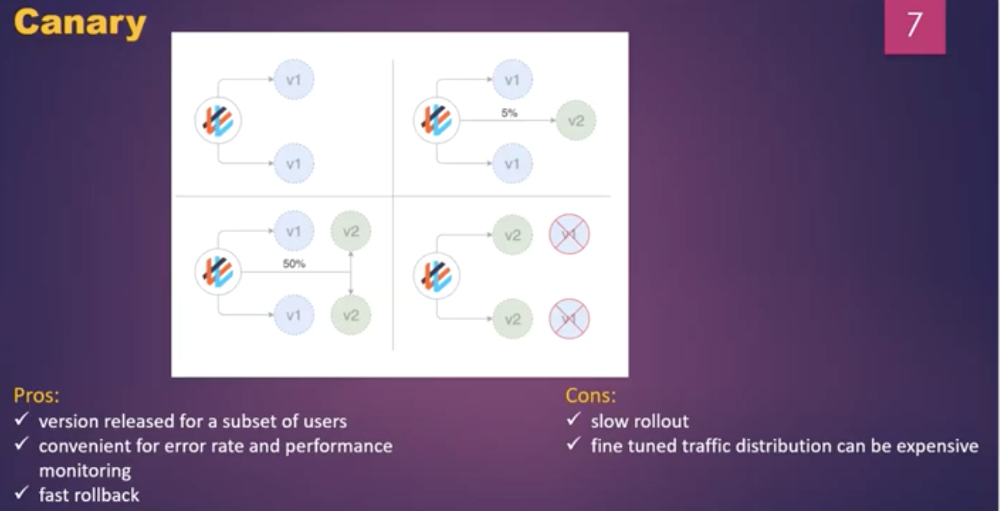 Canary
7
v1
v1
v1
5%
v2
v1
v1
v2
50%
v1
v2
v2
v1
v2
v1
Pros:
✓ version released for a subset of users
✓ convenient for error rate and performance
monitoring
✓ fast rollback
Cons:
✓ slow rollout
✓ fine tuned traffic distribution can be expensive